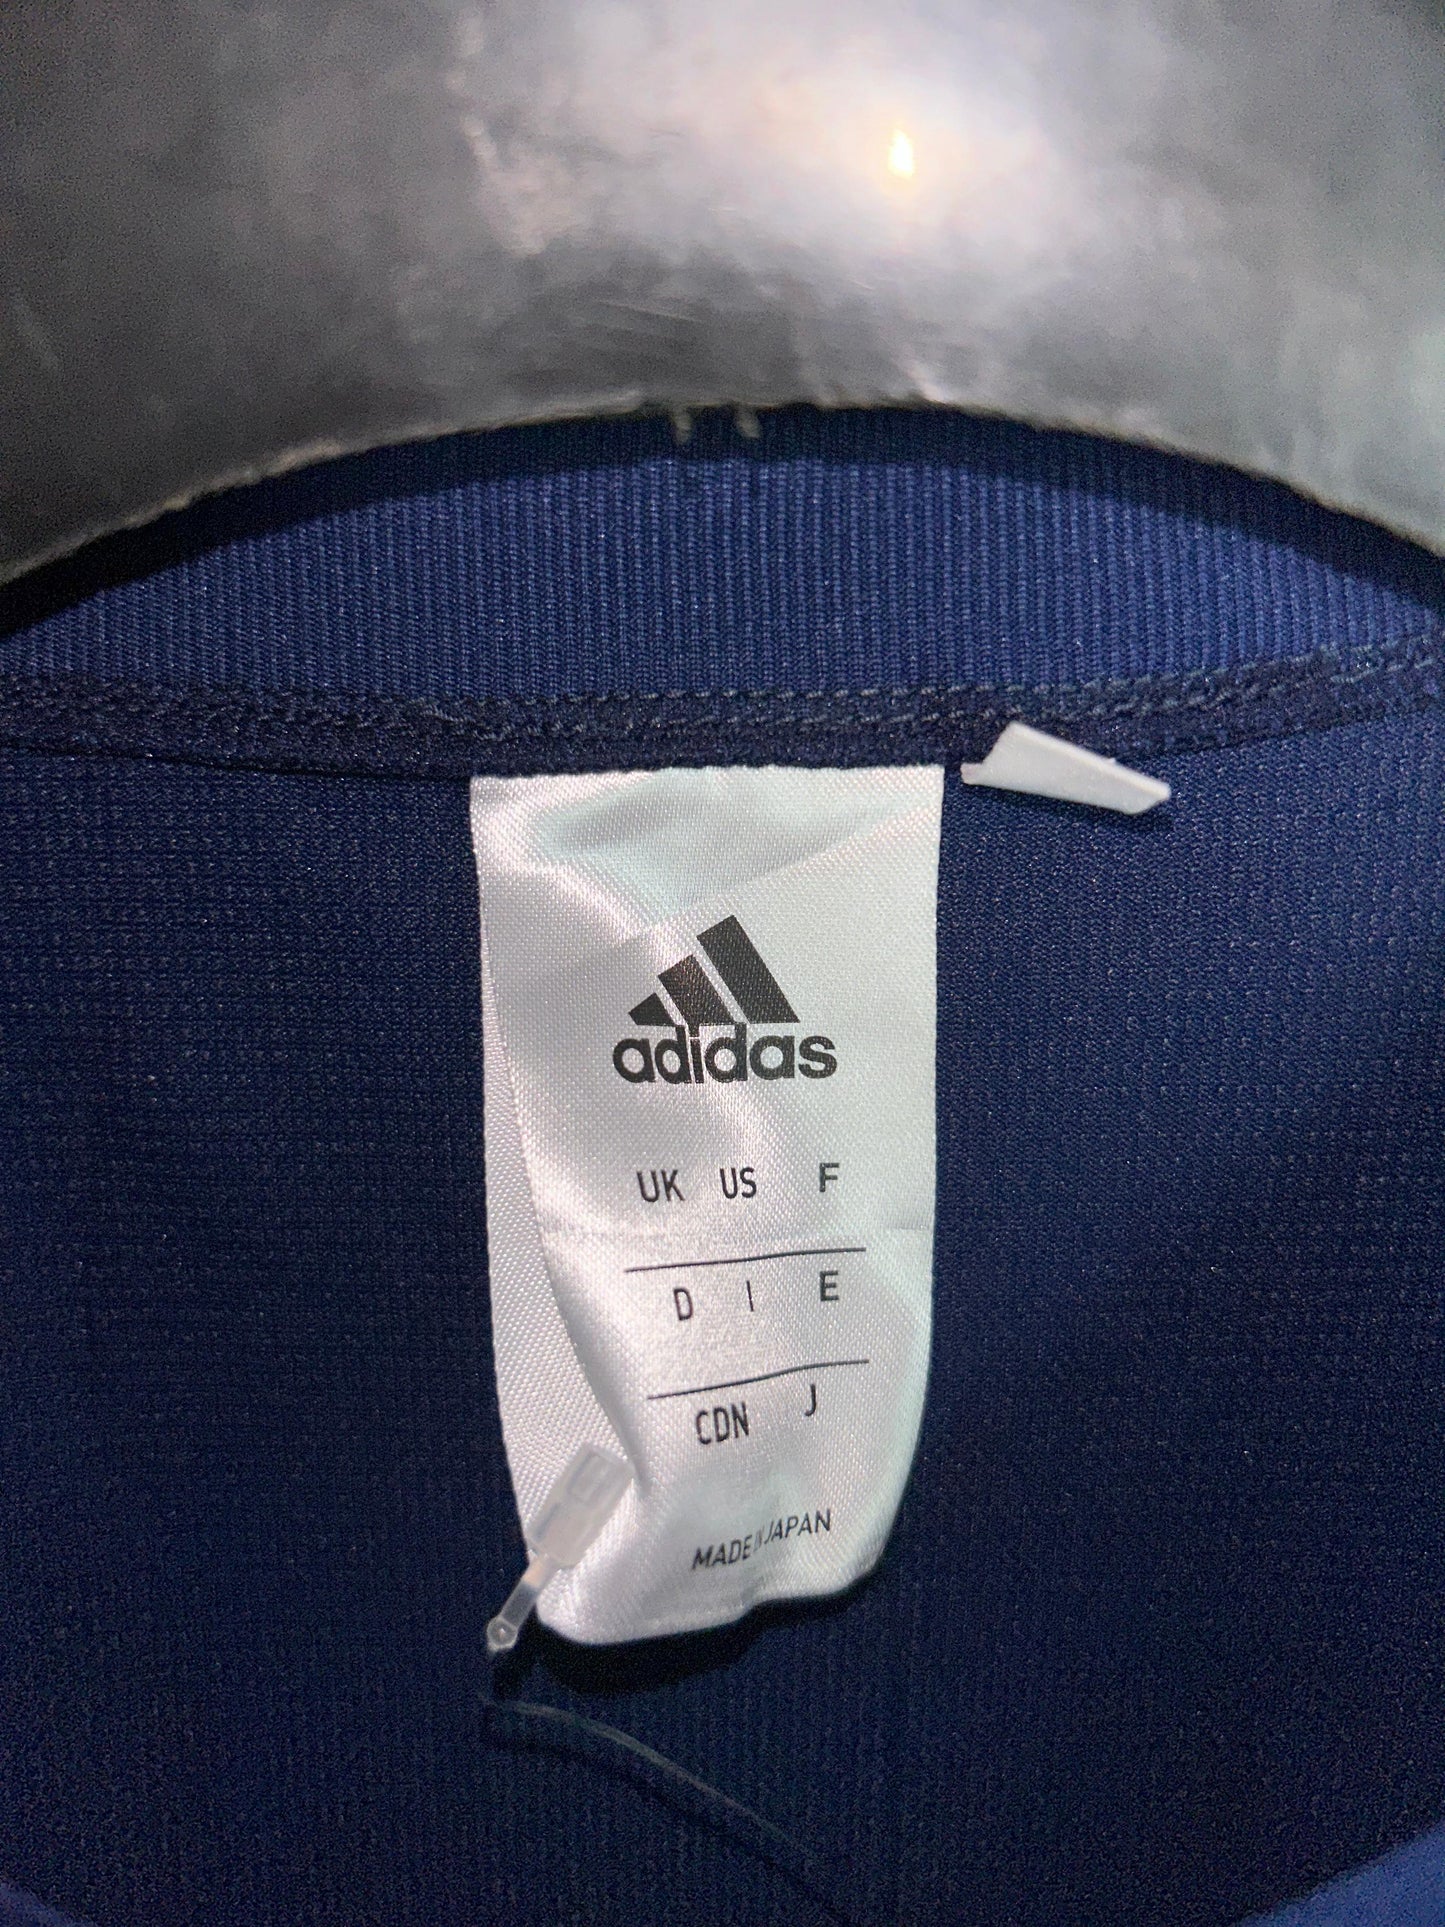 adidas
UK US F
D I E
CDN J
MADE IN JAPAN